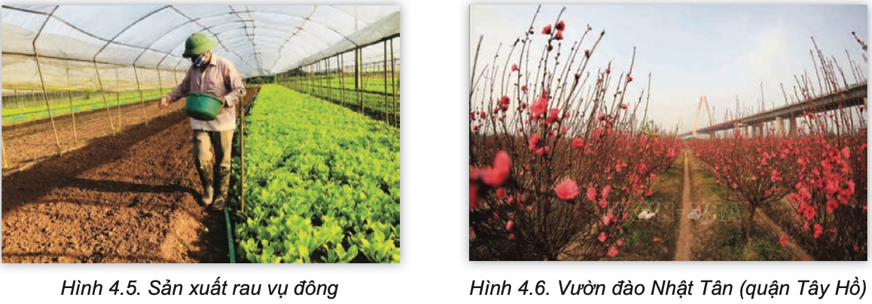 Hình 4.5. Sản xuất rau vụ đông
Hình 4.6. Vườn đào Nhật Tân (quận Tây Hồ)